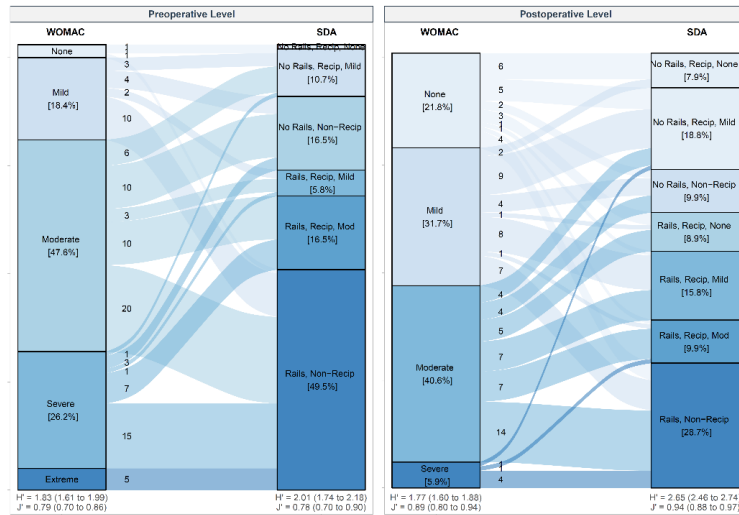 Preoperative Level
WOMAC
SDA
None
Mild
[18.4%]
Moderate
[47.6%]
Severe
[26.2%]
Extreme
1
1
3
4
2
10
6
10
3
10
20
1
3
1
7
15
5
No Rails, Recip, None
No Rails, Recip, Mild
[10.7%]
No Rails, Non-Recip
[16.5%]
Rails, Recip, Mild
[5.8%]
Rails, Recip, Mod
[16.5%]
Rails, Non-Recip
[49.5%]
H' = 1.83 (1.61 to 1.99)
J' = 0.79 (0.70 to 0.86)
H' = 2.01 (1.74 to 2.18)
J' = 0.78 (0.70 to 0.90)
Postoperative Level
WOMAC
SDA
None
[21.8%]
Mild
[31.7%]
Moderate
[40.6%]
Severe
[5.9%]
6
5
2
3
1
1
4
2
9
4
1
8
1
7
4
4
5
7
7
14
1
4
No Rails, Recip, None
[7.9%]
No Rails, Recip, Mild
[18.8%]
No Rails, Non-Recip
[9.9%]
Rails, Recip, None
[8.9%]
Rails, Recip, Mild
[15.8%]
Rails, Recip, Mod
[9.9%]
Rails, Non-Recip
[28.7%]
H' = 1.77 (1.60 to 1.88)
J' = 0.89 (0.80 to 0.94)
H' = 2.65 (2.46 to 2.74
J' = 0.94 (0.88 to 0.97)